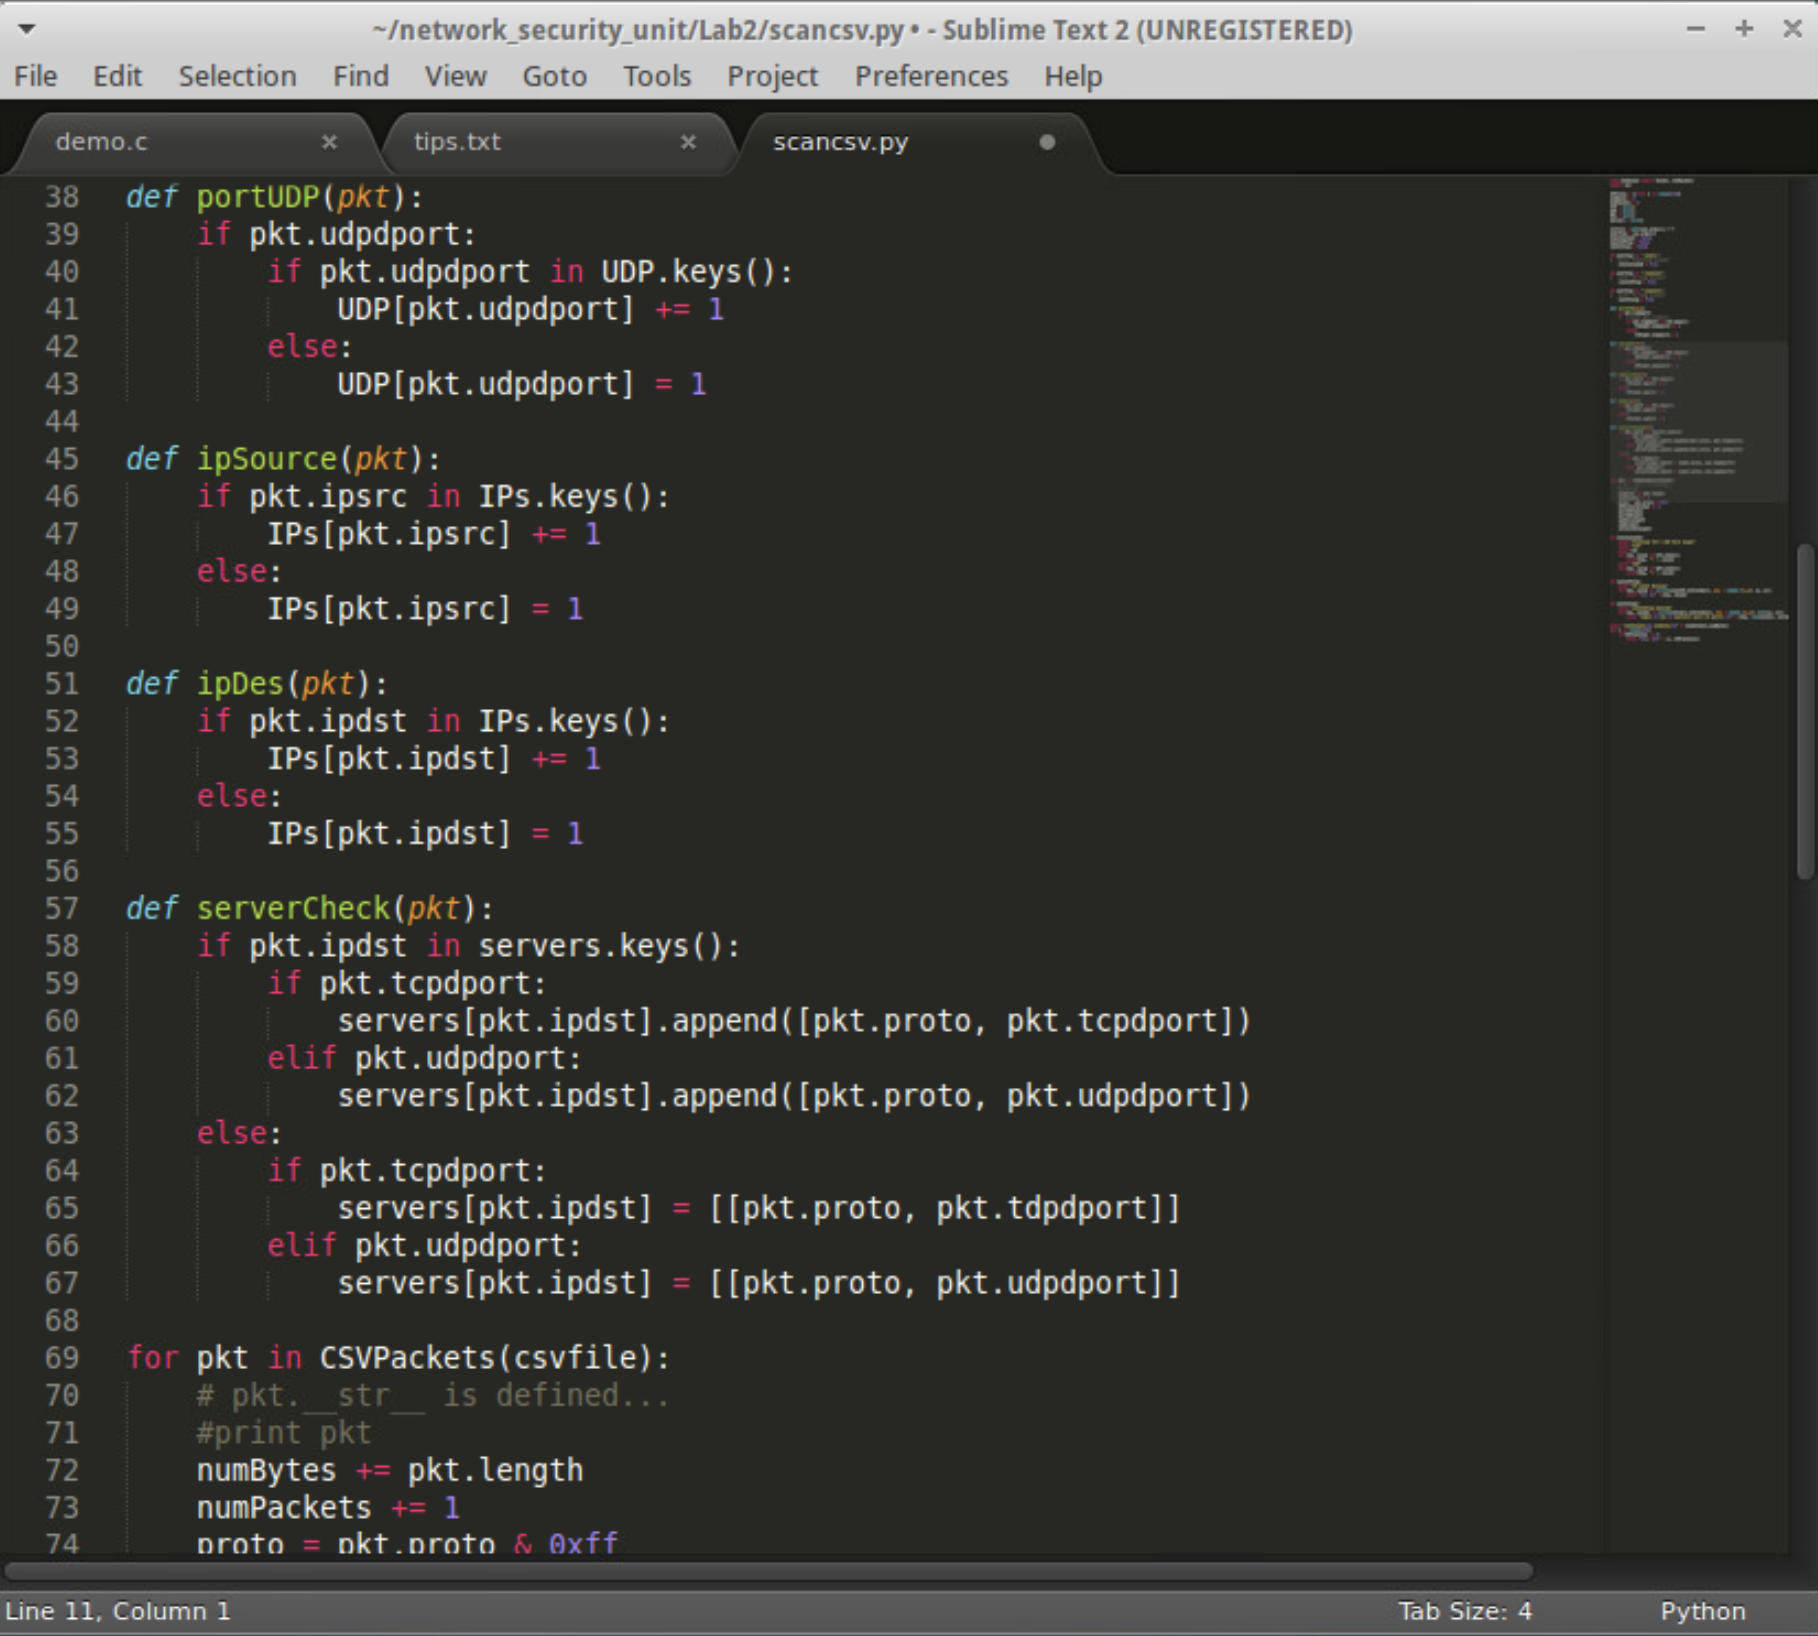 ~/network_security_unit/Lab2/scancsv.py • - Sublime Text 2 (UNREGISTERED)
File Edit Selection Find View Goto Tools Project Preferences Help
demo.c tips.txt scancsv.py
38 def portUDP(pkt):
39 if pkt.udpdport:
40 if pkt.udpdport in UDP.keys():
41 UDP[pkt.udpdport] += 1
42 else:
43 UDP[pkt.udpdport] = 1
44
45 def ipSource(pkt):
46 if pkt.ipsrc in IPs.keys():
47 IPs[pkt.ipsrc] += 1
48 else:
49 IPs[pkt.ipsrc] = 1
50
51 def ipDes(pkt):
52 if pkt.ipdst in IPs.keys():
53 IPs[pkt.ipdst] += 1
54 else:
55 IPs[pkt.ipdst] = 1
56
57 def serverCheck(pkt):
58 if pkt.ipdst in servers.keys():
59 if pkt.tcpdport:
60 servers[pkt.ipdst].append([pkt.proto, pkt.tcpdport])
61 elif pkt.udpdport:
62 servers[pkt.ipdst].append([pkt.proto, pkt.udpdport])
63 else:
64 if pkt.tcpdport:
65 servers[pkt.ipdst] = [[pkt.proto, pkt.tdpdport]]
66 elif pkt.udpdport:
67 servers[pkt.ipdst] = [[pkt.proto, pkt.udpdport]]
68
69 for pkt in CSVPackets(csvfile):
70 # pkt.__str__ is defined...
71 #print pkt
72 numBytes += pkt.length
73 numPackets += 1
74 proto = pkt.proto & 0xff
Line 11, Column 1 Tab Size: 4 Python